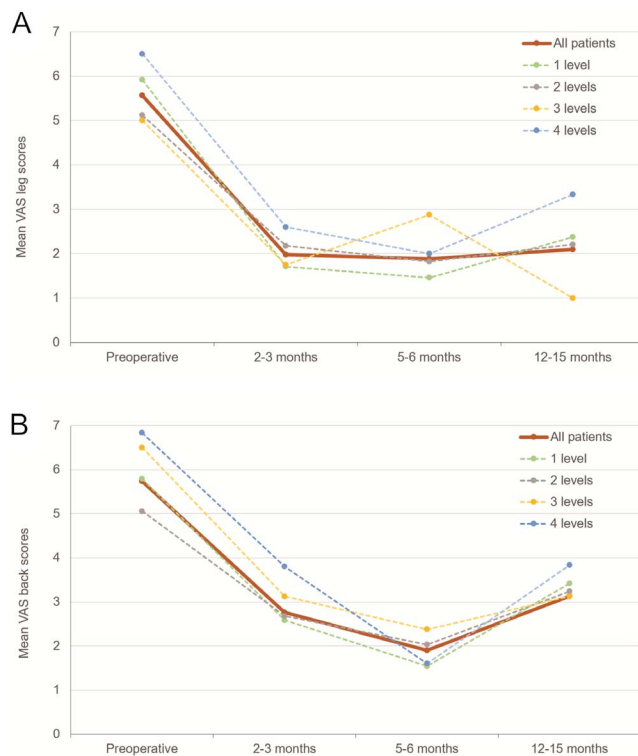 A
7
6
5
4
3
2
1
0
Mean VAS leg scores
All patients
1 level
2 levels
3 levels
4 levels
Preoperative 2-3 months 5-6 months 12-15 months
B
7
6
5
4
3
2
1
0
Mean VAS back scores
All patients
1 level
2 levels
3 levels
4 levels
Preoperative 2-3 months 5-6 months 12-15 months